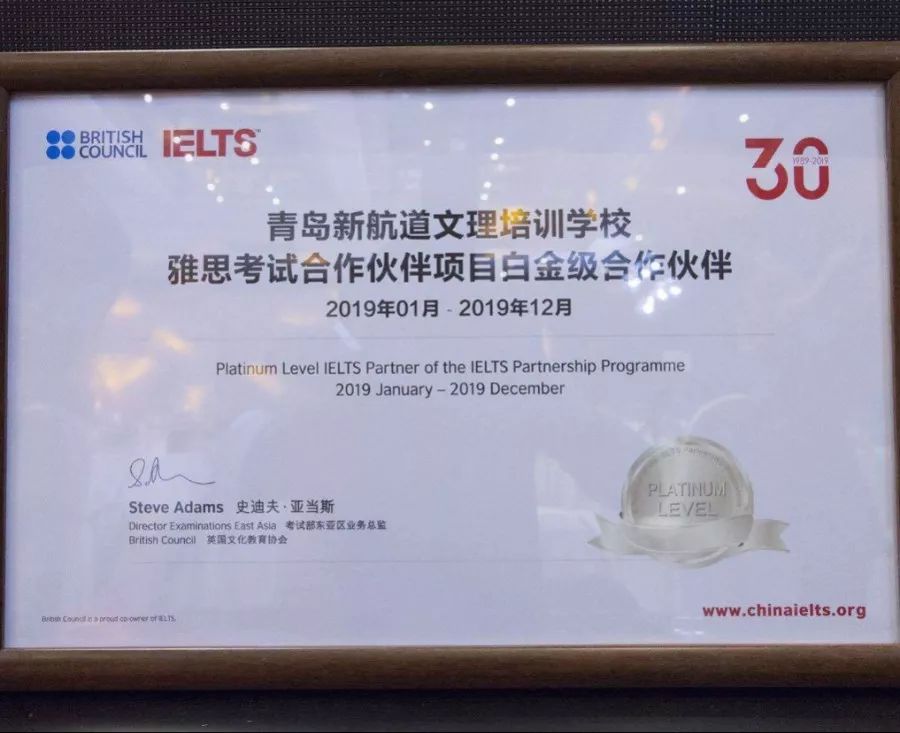 BRITISH
COUNCIL
IELTS™
30
1989-2019
青岛新航道文理培训学校
雅思考试合作伙伴项目白金级合作伙伴
2019年01月 - 2019年12月
Platinum Level IELTS Partner of the IELTS Partnership Programme
2019 January – 2019 December
Steve Adams 史迪夫·亚当斯
Director Examinations East Asia 考试部东亚区业务总监
British Council 英国文化教育协会
PLATINUM
LEVEL
British Council is a proud co-owner of IELTS.
www.chinaielts.org